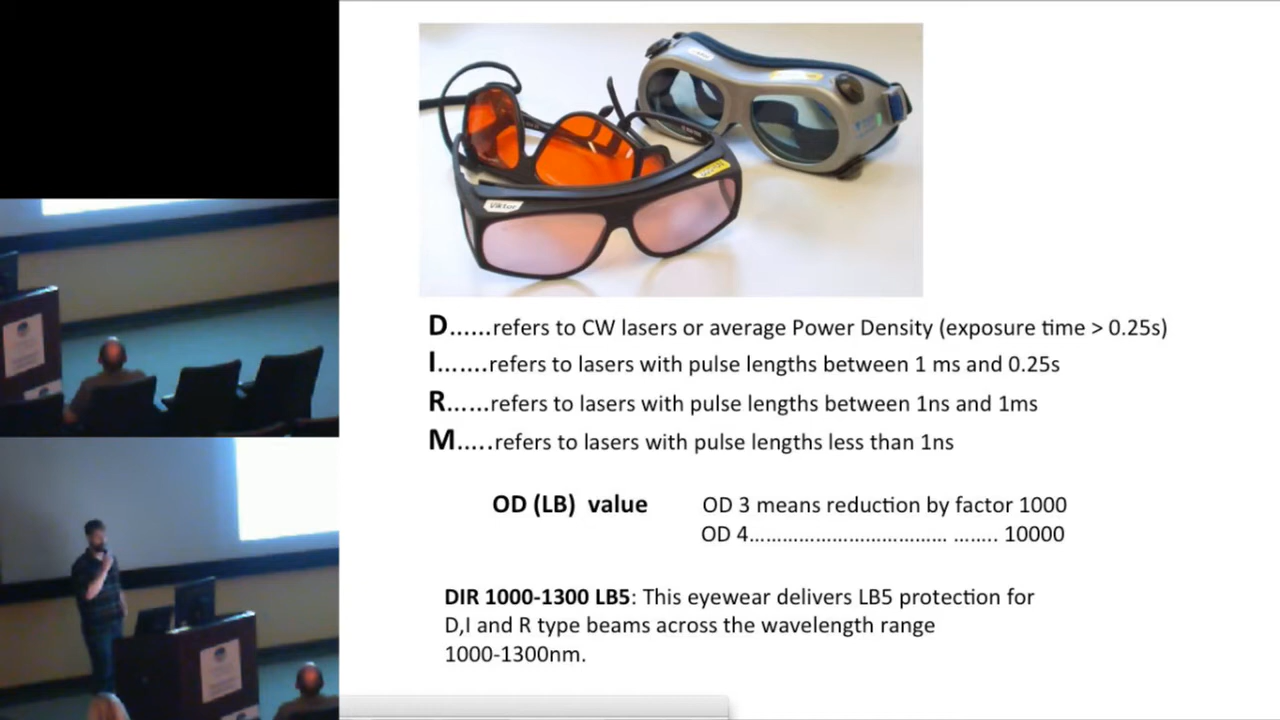 Viktor
D......refers to CW lasers or average Power Density (exposure time > 0.25s)
I.......refers to lasers with pulse lengths between 1 ms and 0.25s
R......refers to lasers with pulse lengths between 1ns and 1ms
M.....refers to lasers with pulse lengths less than 1ns
OD (LB) value OD 3 means reduction by factor 1000
OD 4................................... ........ 10000
DIR 1000-1300 LB5: This eyewear delivers LB5 protection for
D,I and R type beams across the wavelength range
1000-1300nm.